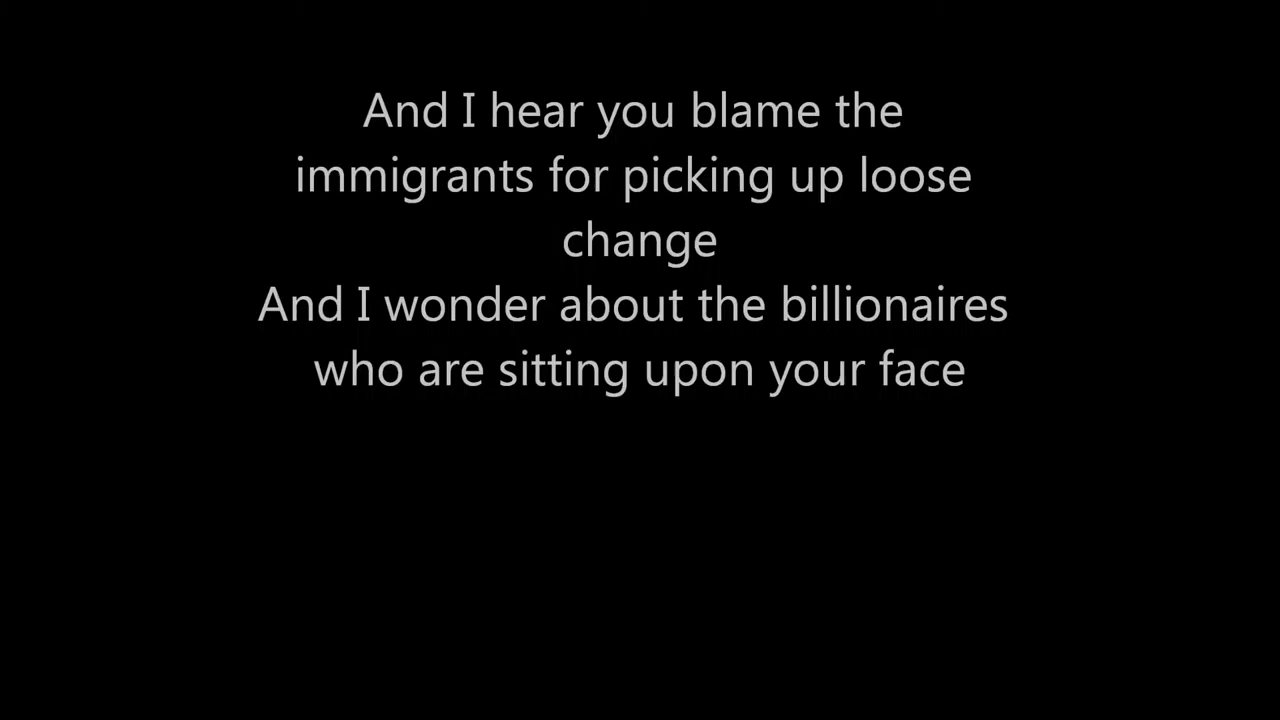 And I hear you blame the
immigrants for picking up loose
change
And I wonder about the billionaires
who are sitting upon your face